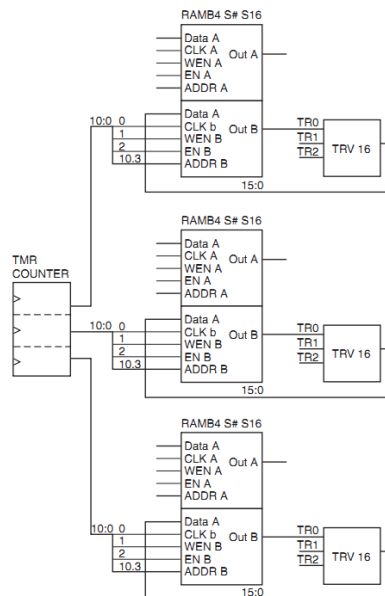 RAMB4 S# S16
Data A
CLK A
WEN A
EN A
ADDR A
Out A
10:0 0
1
2
10.3
Data A
CLK b
WEN B
EN B
ADDR B
Out B
TR0
TR1
TR2
TRV 16
15:0
TMR
COUNTER
RAMB4 S# S16
Data A
CLK A
WEN A
EN A
ADDR A
Out A
10:0 0
1
2
10.3
Data A
CLK b
WEN B
EN B
ADDR B
Out B
TR0
TR1
TR2
TRV 16
15:0
RAMB4 S# S16
Data A
CLK A
WEN A
EN A
ADDR A
Out A
10:0 0
1
2
10.3
Data A
CLK b
WEN B
EN B
ADDR B
Out B
TR0
TR1
TR2
TRV 16
15:0